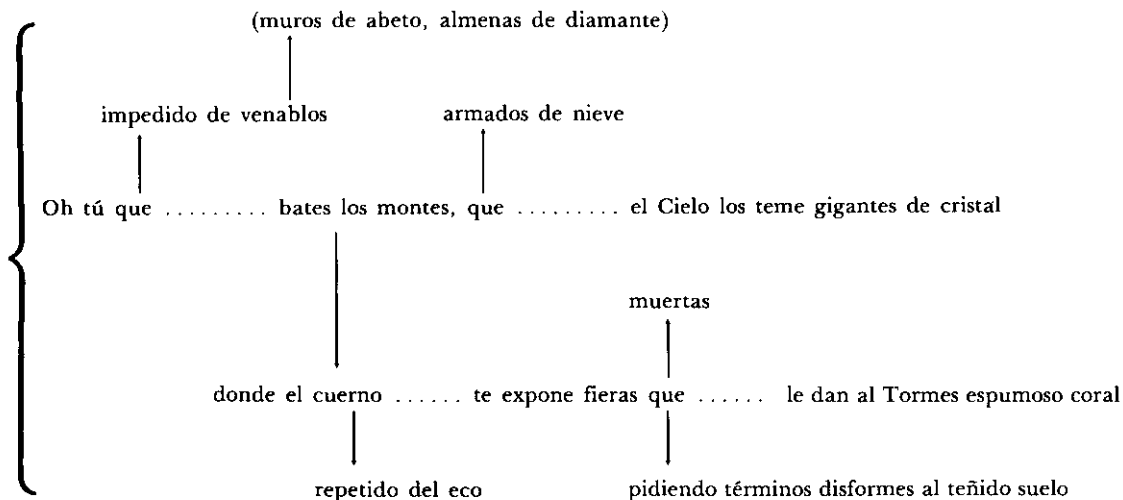 (muros de abeto, almenas de diamante)
impedido de venablos armados de nieve
Oh tú que ......... bates los montes, que ......... el Cielo los teme gigantes de cristal
muertas
donde el cuerno ...... te expone fieras que ...... le dan al Tormes espumoso coral
repetido del eco pidiendo términos disformes al teñido suelo